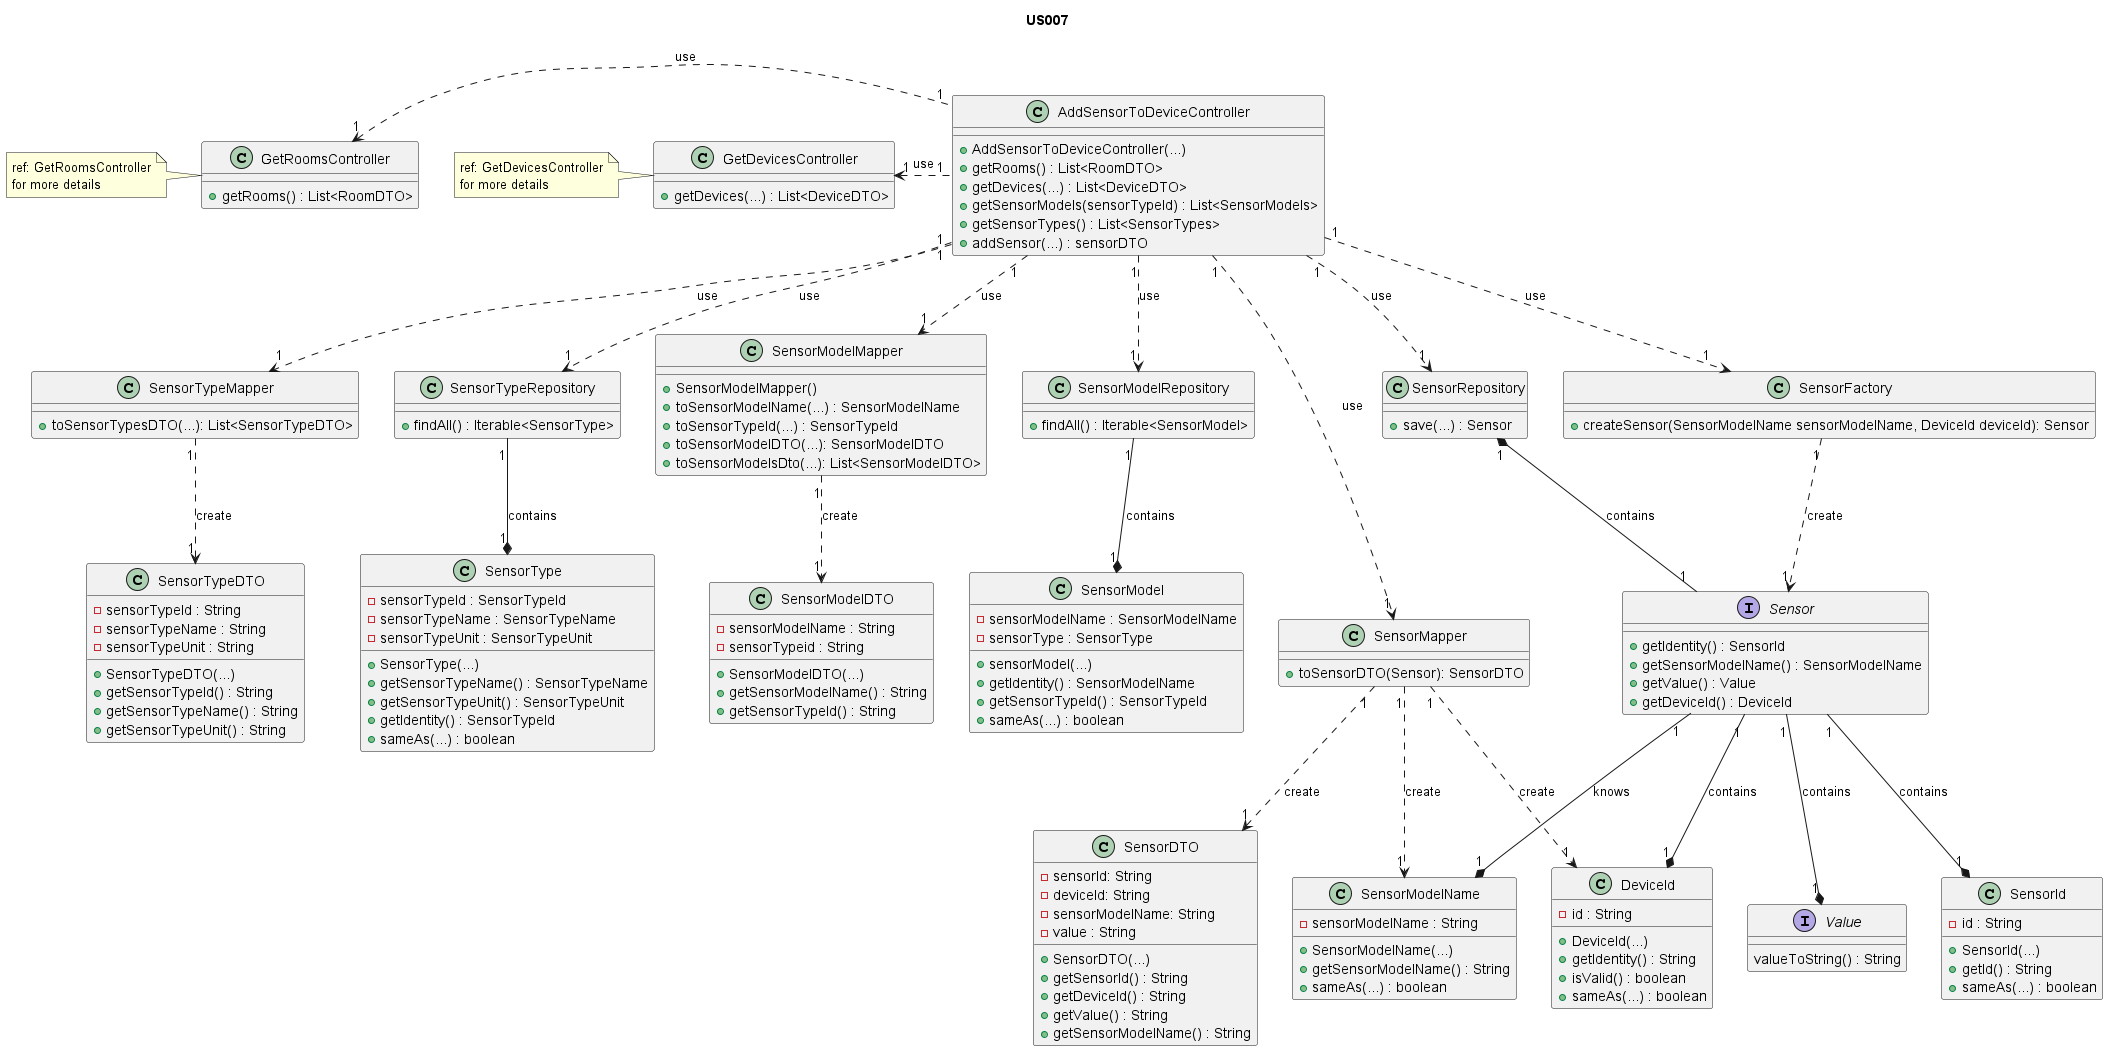 US007
use
1
1
C AddSensorToDeviceController
AddSensorToDeviceController(...)
getRooms() : List<RoomDTO>
getDevices(...) : List<DeviceDTO>
getSensorModels(sensorTypeId) : List<SensorModels>
getSensorTypes() : List<SensorTypes>
addSensor(...) : sensorDTO
ref: GetRoomsController
for more details
C GetRoomsController
getRooms() : List<RoomDTO>
ref: GetDevicesController
for more details
C GetDevicesController
getDevices(...) : List<DeviceDTO>
1 use 1
1
1
1
1
1
1
1
use
use
use
use
use
use
use
1
1
1
1
1
1
1
C SensorTypeMapper
toSensorTypesDTO(...): List<SensorTypeDTO>
C SensorTypeRepository
findAll() : Iterable<SensorType>
C SensorModelMapper
SensorModelMapper()
toSensorModelName(...) : SensorModelName
toSensorTypeId(...) : SensorTypeId
toSensorModelDTO(...): SensorModelDTO
toSensorModelsDto(...): List<SensorModelDTO>
C SensorModelRepository
findAll() : Iterable<SensorModel>
C SensorRepository
save(...) : Sensor
C SensorFactory
createSensor(SensorModelName sensorModelName, DeviceId deviceId): Sensor
1
1
1
1
1
1
create
contains
create
contains
contains
create
1
1
1
1
1
1
C SensorTypeDTO
sensorTypeId : String
sensorTypeName : String
sensorTypeUnit : String
SensorTypeDTO(...)
getSensorTypeId() : String
getSensorTypeName() : String
getSensorTypeUnit() : String
C SensorType
sensorTypeId : SensorTypeId
sensorTypeName : SensorTypeName
sensorTypeUnit : SensorTypeUnit
SensorType(...)
getSensorTypeName() : SensorTypeName
getSensorTypeUnit() : SensorTypeUnit
getIdentity() : SensorTypeId
sameAs(...) : boolean
C SensorModelDTO
sensorModelName : String
sensorTypeid : String
SensorModelDTO(...)
getSensorModelName() : String
getSensorTypeId() : String
C SensorModel
sensorModelName : SensorModelName
sensorType : SensorType
sensorModel(...)
getIdentity() : SensorModelName
getSensorTypeId() : SensorTypeId
sameAs(...) : boolean
C SensorMapper
toSensorDTO(Sensor): SensorDTO
I Sensor
getIdentity() : SensorId
getSensorModelName() : SensorModelName
getValue() : Value
getDeviceId() : DeviceId
1
1
1
1
1
1
1
create
create
create
knows
contains
contains
contains
1
1
1
1
1
1
1
C SensorDTO
sensorId: String
deviceId: String
sensorModelName: String
value : String
SensorDTO(...)
getSensorId() : String
getDeviceId() : String
getValue() : String
getSensorModelName() : String
C SensorModelName
sensorModelName : String
SensorModelName(...)
getSensorModelName() : String
sameAs(...) : boolean
C DeviceId
id : String
DeviceId(...)
getIdentity() : String
isValid() : boolean
sameAs(...) : boolean
I Value
valueToString() : String
C SensorId
id : String
SensorId(...)
getId() : String
sameAs(...) : boolean